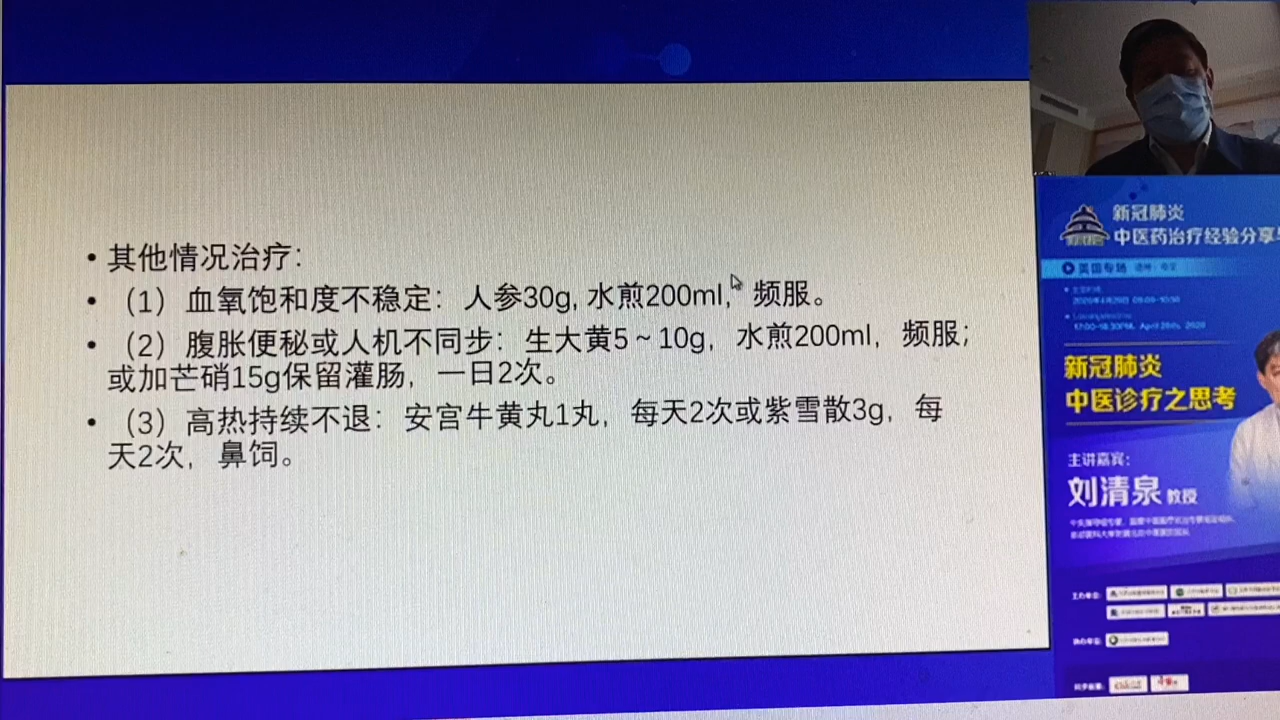 • 其他情况治疗：
• （1）血氧饱和度不稳定：人参30g, 水煎200ml，频服。
• （2）腹胀便秘或人机不同步：生大黄5～10g，水煎200ml，频服；
或加芒硝15g保留灌肠，一日2次。
• （3）高热持续不退：安宫牛黄丸1丸，每天2次或紫雪散3g，每
天2次，鼻饲。
新冠肺炎
中医药治疗经验分享
美国专场
17:00-18:30PM, April 28th, 2020
新冠肺炎
中医诊疗之思考
主讲嘉宾：
刘清泉 教授